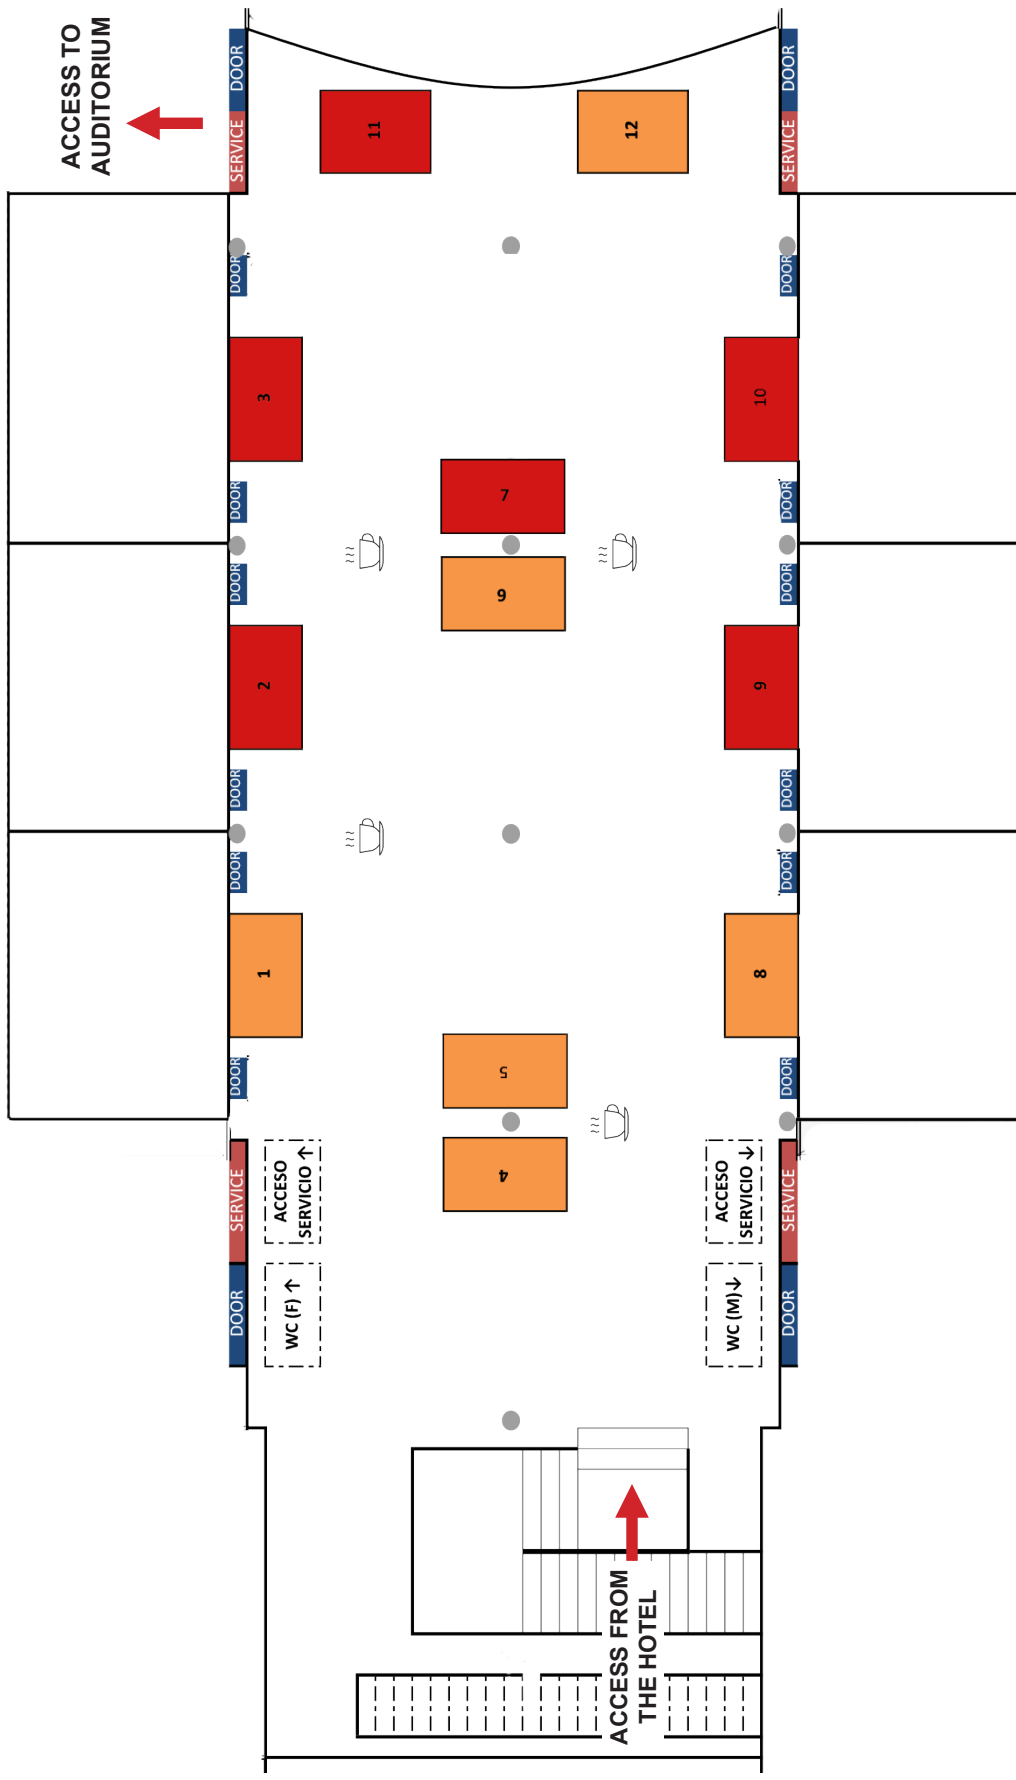 ACCESS TO
AUDITORIUM
DOOR
DOOR
SERVICE
11
12
SERVICE
DOOR
DOOR
3
10
DOOR
7
DOOR
DOOR
6
DOOR
2
9
DOOR
DOOR
DOOR
DOOR
1
8
DOOR
5
DOOR
SERVICE
ACCESO
SERVICIO ↑
4
ACCESO
SERVICIO ↓
SERVICE
DOOR
WC (F) ↑
WC (M) ↓
DOOR
ACCESS FROM
THE HOTEL